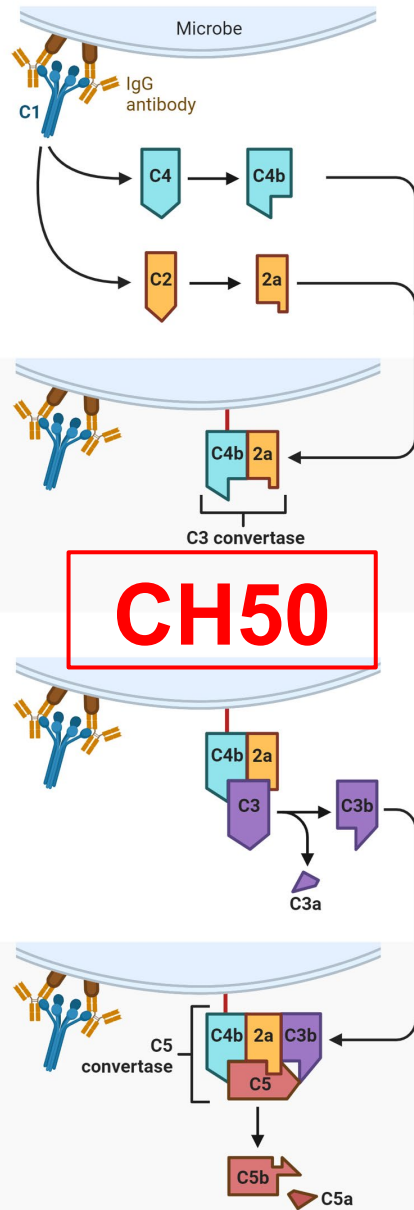 Microbe
IgG
antibody
C1
C4
C4b
C2
2a
C4b
2a
C3 convertase
CH50
C4b
2a
C3
C3b
C3a
C5
convertase
C4b
2a
C3b
C5
C5b
C5a